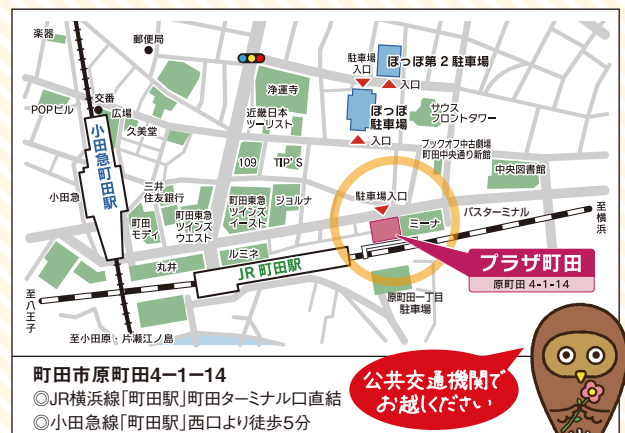 楽器
郵便局
駐車場
入口
ぽっぽ第2駐車場
入口
交番
広場
POPビル
久美堂
浄運寺
近畿日本
ツーリスト
ぽっぽ
駐車場
入口
サウス
フロントタワー
ブックオフ中古劇場
町田中央通り新館
中央図書館
小田急町田駅
109
TIP'S
小田急
三井
住友銀行
町田
モディ
町田東急
ツインズ
ウエスト
町田東急
ツインズ
イースト
ジョルナ
駐車場入口
ミーナ
バスターミナル
至横浜
丸井
ルミネ
JR 町田駅
プラザ町田
原町田 4-1-14
原町田一丁目
駐車場
至八王子
至小田原・片瀬江ノ島
町田市原町田4ー1ー14
◎JR横浜線「町田駅」町田ターミナル口直結
◎小田急線「町田駅」西口より徒歩5分
公共交通機関で
お越しください